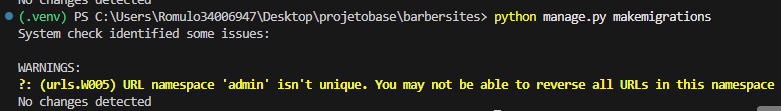 No changes detected
(.venv) PS C:\Users\Romulo34006947\Desktop\projetobase\barbersites> python manage.py makemigrations
System check identified some issues:
WARNINGS:
?: (urls.W005) URL namespace 'admin' isn't unique. You may not be able to reverse all URLs in this namespace
No changes detected